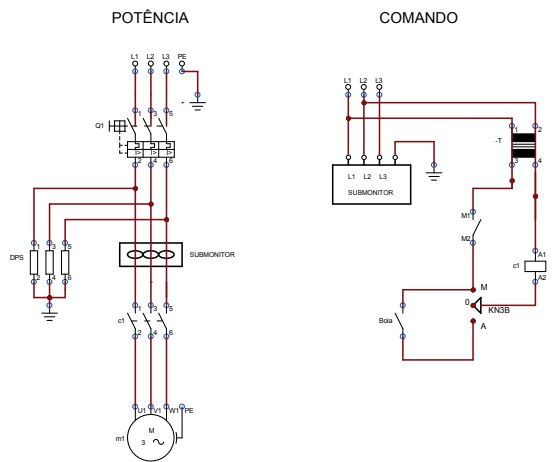 POTÊNCIA
COMANDO
L1 L2 L3 PE
L1 L2 L3
Q1
1 3 5
I> I> I>
2 4 6
-T
1 2
3 4
L1 L2 L3
SUBMONITOR
DPS
1 3 5
2 4 6
SUBMONITOR
M1
M2
c1
A1
A2
c1
1 3 5
2 4 6
M
0
KN3B
A
Boia
U1 V1 W1 PE
m1
M
3